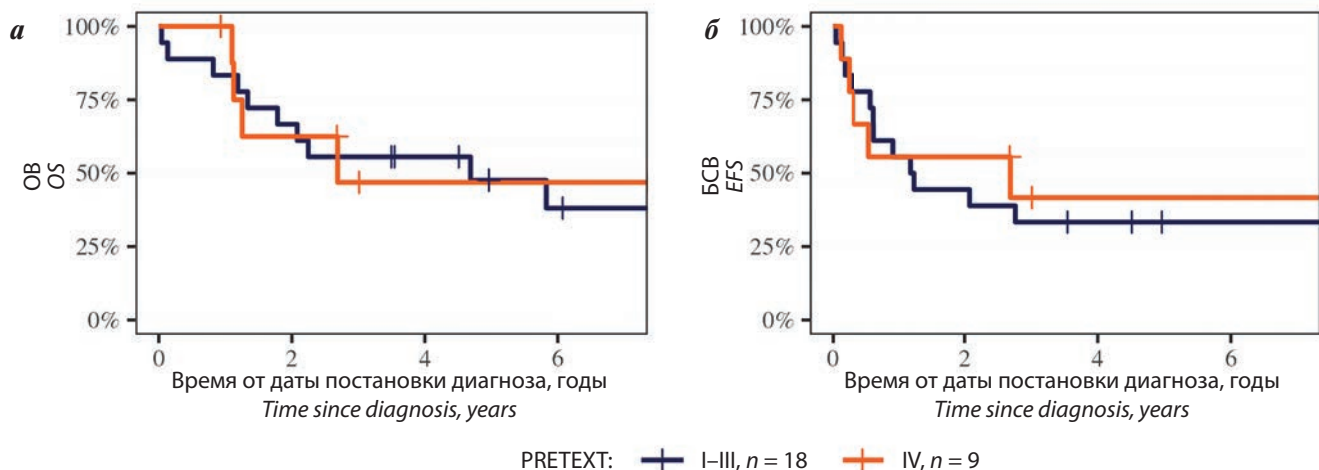 а
100%
75%
50%
25%
0%
ОВ
OS
0 2 4 6
Время от даты постановки диагноза, годы
Time since diagnosis, years
б
100%
75%
50%
25%
0%
БСВ
EFS
0 2 4 6
Время от даты постановки диагноза, годы
Time since diagnosis, years
PRETEXT: I–III, n = 18 IV, n = 9